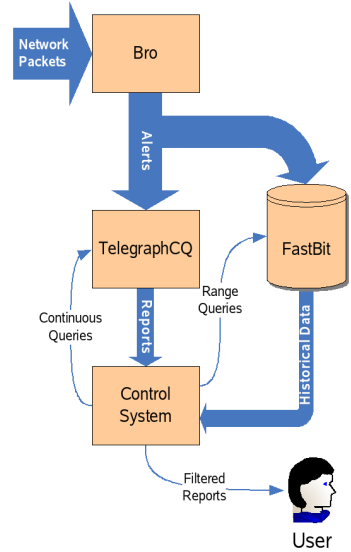 Network
Packets
Bro
Alerts
TelegraphCQ
FastBit
Continuous
Queries
Reports
Range
Queries
Historical Data
Control
System
Filtered
Reports
User